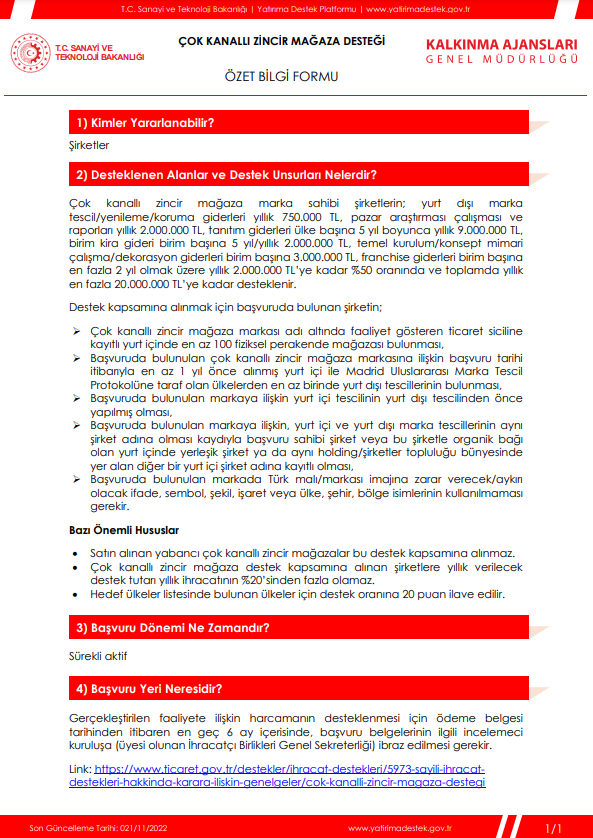 T.C. Sanayi ve Teknoloji Bakanlığı | Yatırıma Destek Platformu | www.yatirimadestek.gov.tr
T.C. SANAYİ VE
TEKNOLOJİ BAKANLIĞI
ÇOK KANALLI ZİNCİR MAĞAZA DESTEĞİ
ÖZET BİLGİ FORMU
KALKINMA AJANSLARI
GENEL MÜDÜRLÜĞÜ
1) Kimler Yararlanabilir?
Şirketler
2) Desteklenen Alanlar ve Destek Unsurları Nelerdir?
Çok kanallı zincir mağaza marka sahibi şirketlerin; yurt dışı marka
tescil/yenileme/koruma giderleri yıllık 750.000 TL, pazar araştırması çalışması ve
raporları yıllık 2.000.000 TL, tanıtım giderleri ülke başına 5 yıl boyunca yıllık 9.000.000 TL,
birim kira gideri birim başına 5 yıl/yıllık 2.000.000 TL, temel kurulum/konsept mimari
çalışma/dekorasyon giderleri birim başına 3.000.000 TL, franchise giderleri birim başına
en fazla 2 yıl olmak üzere yıllık 2.000.000 TL'ye kadar %50 oranında ve toplamda yıllık
en fazla 20.000.000 TL'ye kadar desteklenir.
Destek kapsamına alınmak için başvuruda bulunan şirketin;
➢ Çok kanallı zincir mağaza markası adı altında faaliyet gösteren ticaret siciline
kayıtlı yurt içinde en az 100 fiziksel perakende mağazası bulunması,
➢ Başvuruda bulunulan çok kanallı zincir mağaza markasına ilişkin başvuru tarihi
itibarıyla en az 1 yıl önce alınmış yurt içi ile Madrid Uluslararası Marka Tescil
Protokolüne taraf olan ülkelerden en az birinde yurt dışı tescillerinin bulunması,
➢ Başvuruda bulunulan markaya ilişkin yurt içi tescilinin yurt dışı tescilinden önce
yapılmış olması,
➢ Başvuruda bulunulan markaya ilişkin, yurt içi ve yurt dışı marka tescillerinin aynı
şirket adına olması kaydıyla başvuru sahibi şirket veya bu şirketle organik bağı
olan yurt içinde yerleşik şirket ya da aynı holding/şirketler topluluğu bünyesinde
yer alan diğer bir yurt içi şirket adına kayıtlı olması,
➢ Başvuruda bulunulan markada Türk malı/markası imajına zarar verecek/aykırı
olacak ifade, sembol, şekil, işaret veya ülke, şehir, bölge isimlerinin kullanılmaması
gerekir.
Bazı Önemli Hususlar
• Satın alınan yabancı çok kanallı zincir mağazalar bu destek kapsamına alınmaz.
• Çok kanallı zincir mağaza destek kapsamına alınan şirketlere yıllık verilecek
destek tutarı yıllık ihracatının %20'sinden fazla olamaz.
• Hedef ülkeler listesinde bulunan ülkeler için destek oranına 20 puan ilave edilir.
3) Başvuru Dönemi Ne Zamandır?
Sürekli aktif
4) Başvuru Yeri Neresidir?
Gerçekleştirilen faaliyete ilişkin harcamanın desteklenmesi için ödeme belgesi
tarihinden itibaren en geç 6 ay içerisinde, başvuru belgelerinin ilgili incelemeci
kuruluşa (üyesi olunan İhracatçı Birlikleri Genel Sekreterliği) ibraz edilmesi gerekir.
Link: https://www.ticaret.gov.tr/destekler/ihracat-destekleri/5973-sayili-ihracat-
destekleri-hakkinda-karara-iliskin-genelgeler/cok-kanalli-zincir-magaza-destegi
Son Güncelleme Tarihi: 021/11/2022
www.yatirimadestek.gov.tr
1/1